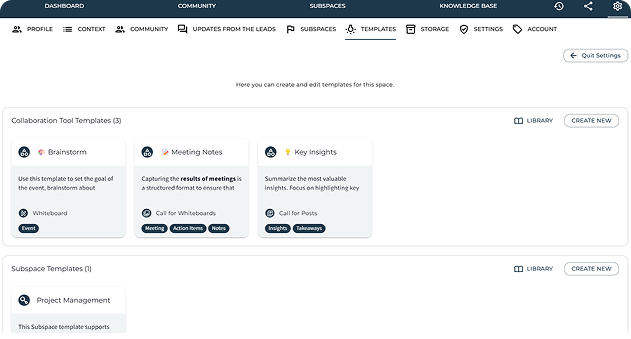 DASHBOARD COMMUNITY SUBSPACES KNOWLEDGE BASE
PROFILE CONTEXT COMMUNITY UPDATES FROM THE LEADS SUBSPACES TEMPLATES STORAGE SETTINGS ACCOUNT
Quit Settings
Here you can create and edit templates for this space.
Collaboration Tool Templates (3) LIBRARY CREATE NEW
Brainstorm
Use this template to set the goal of
the event, brainstorm about
Whiteboard
Event
Meeting Notes
Capturing the results of meetings is
a structured format to ensure that
Call for Whiteboards
Meeting Action Items Notes
Key Insights
Summarize the most valuable
insights. Focus on highlighting key
Call for Posts
Insights Takeaways
Subspace Templates (1) LIBRARY CREATE NEW
Project Management
This Subspace template supports